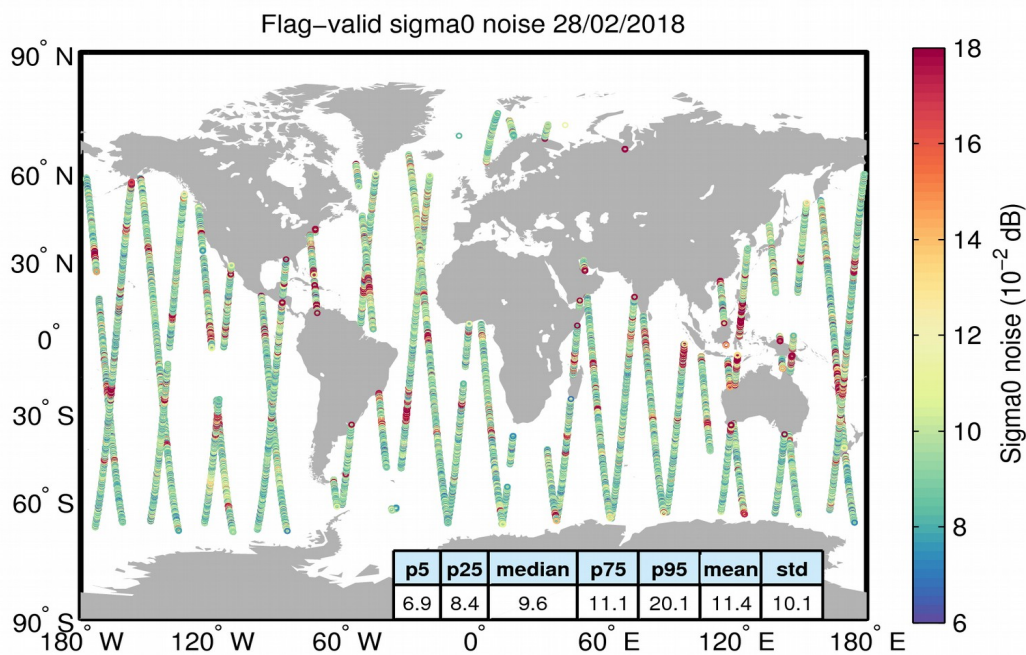 Flag−valid sigma0 noise 28/02/2018
90° N
60° N
30° N
0°
30° S
60° S
90° S
180° W
120° W
60° W
0°
60° E
120° E
180° E
p5 p25 median p75 p95 mean std
6.9 8.4 9.6 11.1 20.1 11.4 10.1
18
16
14
12
10
8
6
Sigma0 noise (10⁻² dB)